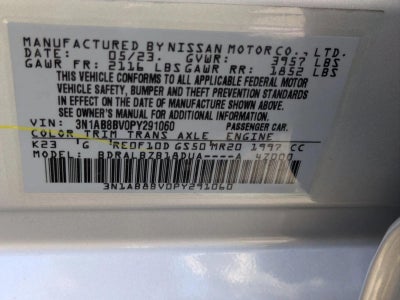 MANUFACTURED BY NISSAN MOTOR CO., LTD.
DATE: 05/23. GVWR: 3957 LBS
GAWR FR: 2116 LBS GAWR RR: 1852 LBS
THIS VEHICLE CONFORMS TO ALL APPLICABLE FEDERAL MOTOR
VEHICLE SAFETY, BUMPER, AND THEFT PREVENTION STANDARDS
IN EFFECT ON THE DATE OF MANUFACTURE SHOWN ABOVE.
SEE OWNER'S MANUAL FOR ADDITIONAL INFORMATION.
VIN: 3N1AB8BV0PY291060 PASSENGER CAR.
COLOR TRIM TRANS AXLE ENGINE
K23 'G RE0F10D GS50 MR20 1997 CC
MODEL: BDRALBZB18DUA----A 4Z000
3N1AB8BV0PY291060